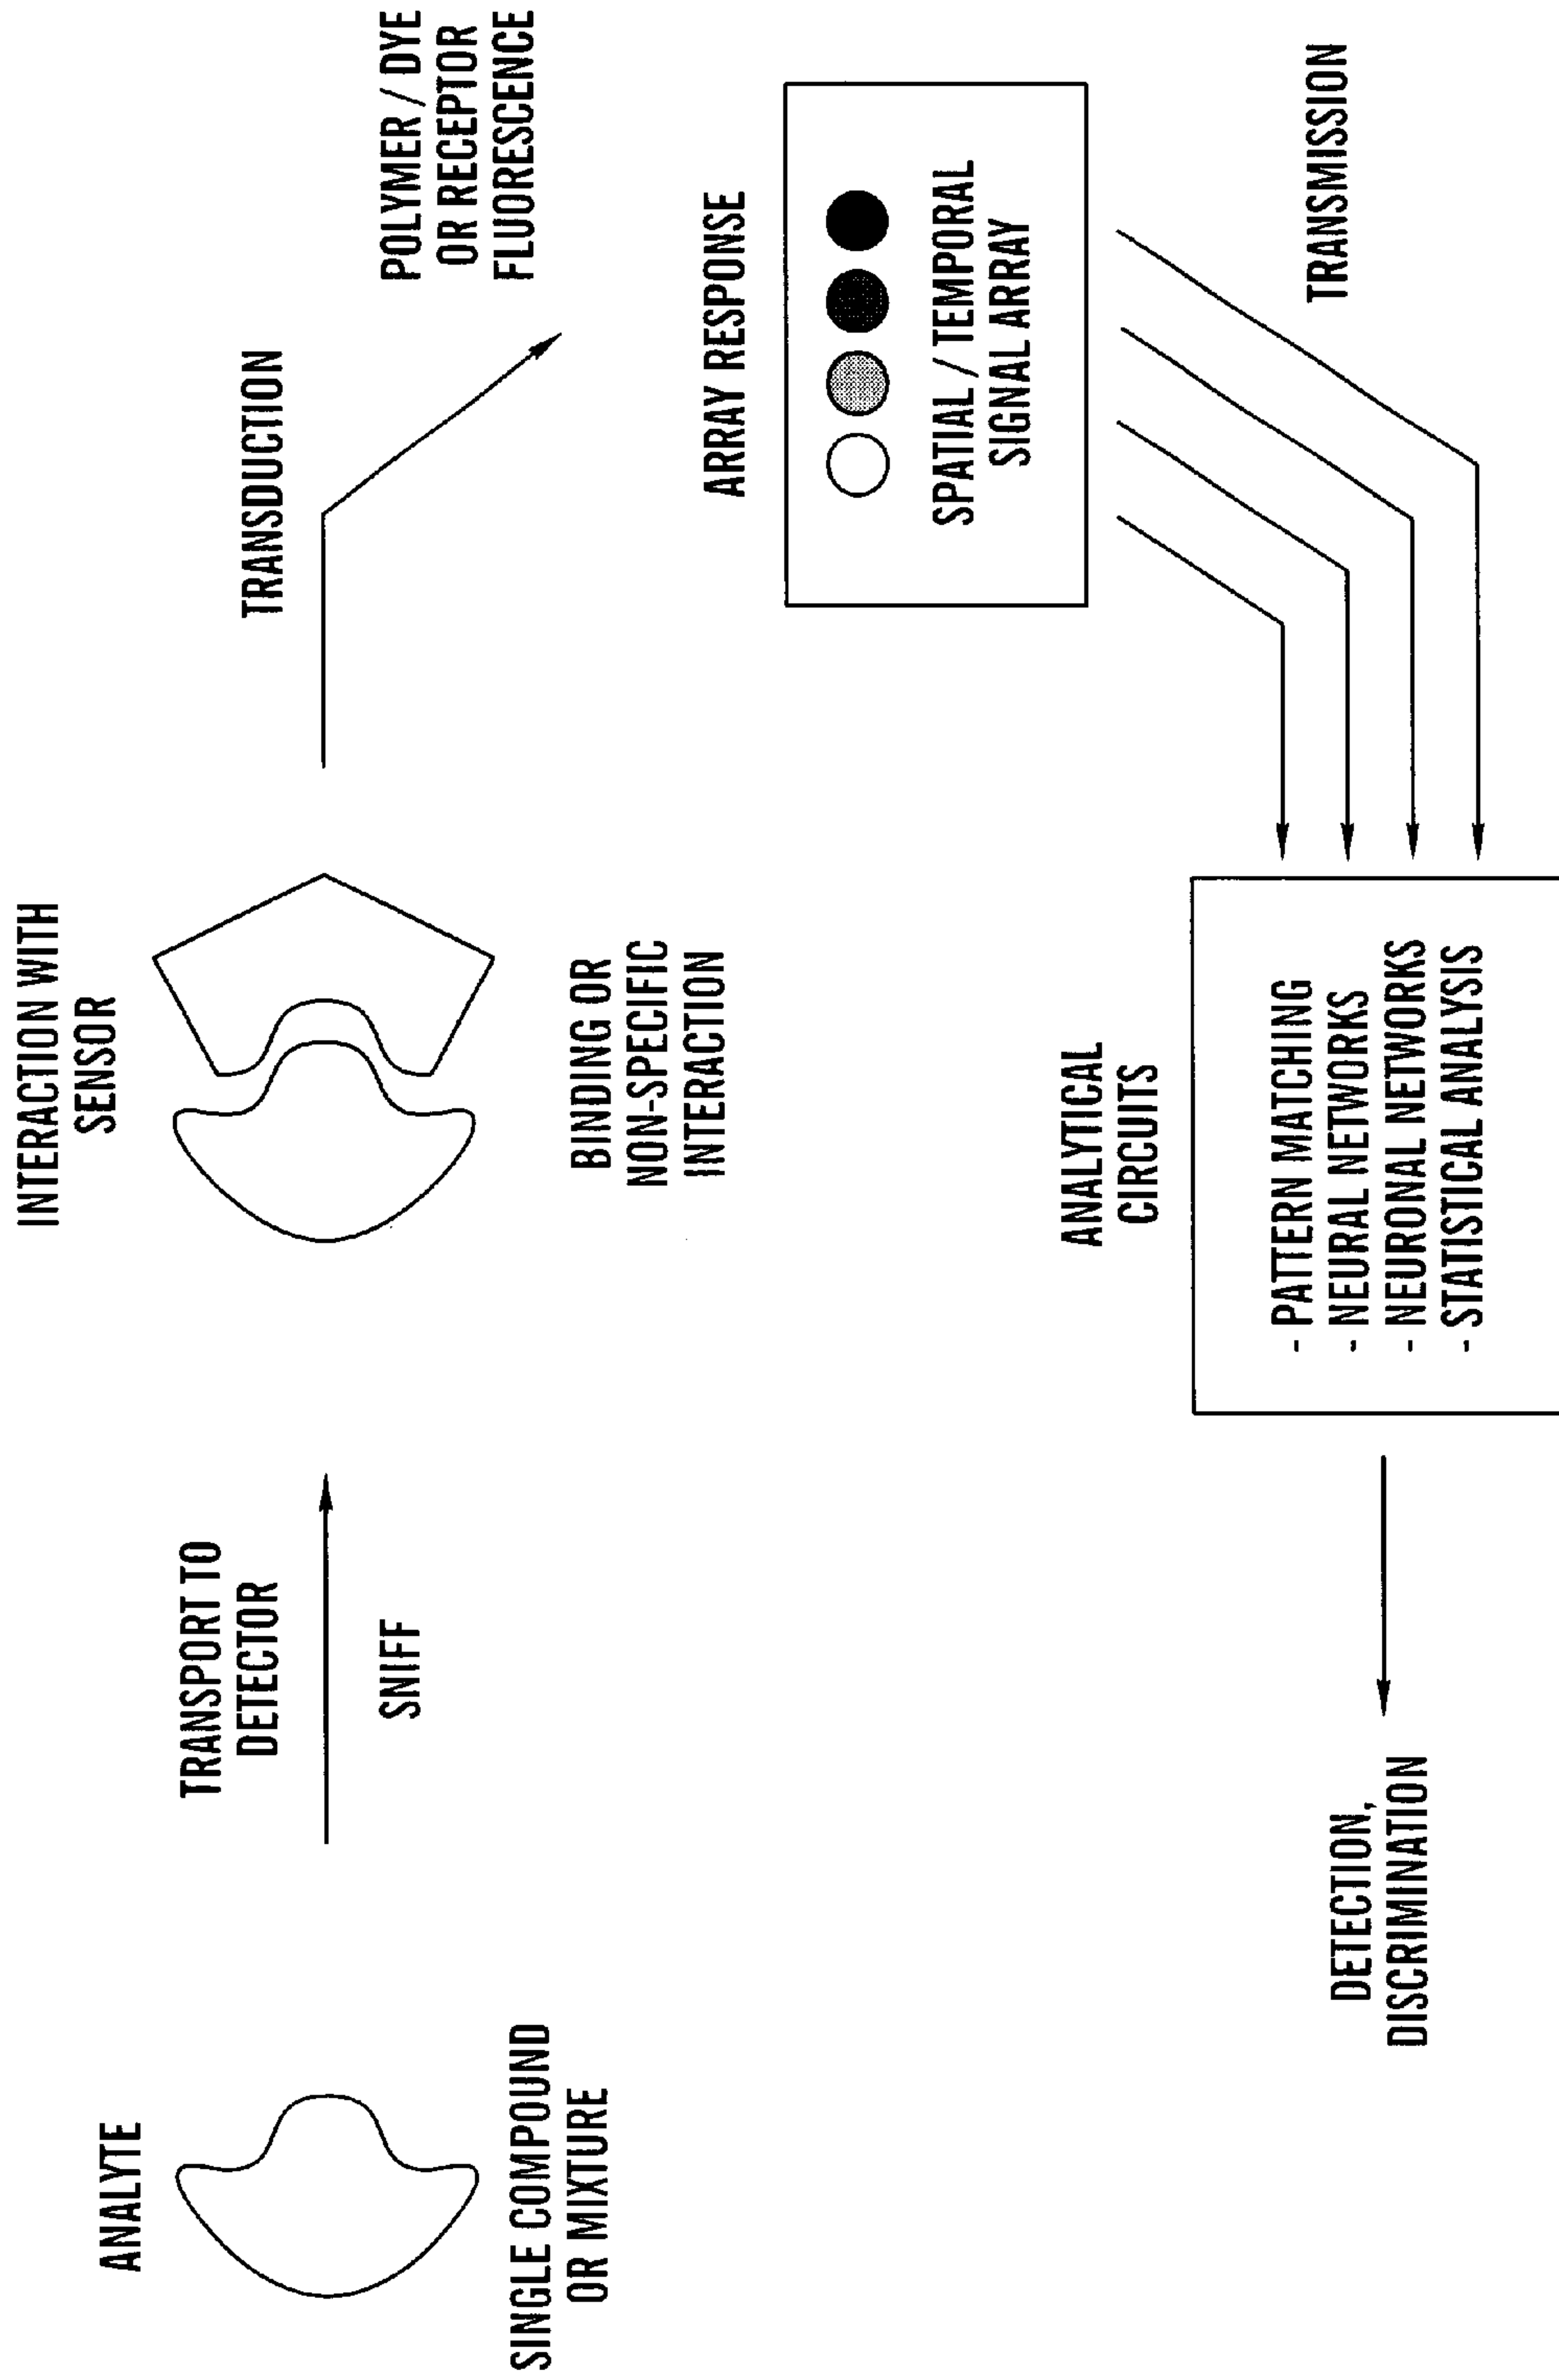 ANALYTE
SINGLE COMPOUND
OR MIXTURE
TRANSPORT TO
DETECTOR
SNIFF
INTERACTION WITH
SENSOR
BINDING OR
NON-SPECIFIC
INTERACTION
TRANSDUCTION
POLYMER / DYE
OR RECEPTOR
FLUORESCENCE
ARRAY RESPONSE
SPATIAL / TEMPORAL
SIGNAL ARRAY
TRANSMISSION
ANALYTICAL
CIRCUITS
- PATTERN MATCHING
- NEURAL NETWORKS
- NEURONAL NETWORKS
- STATISTICAL ANALYSIS
DETECTION,
DISCRIMINATION